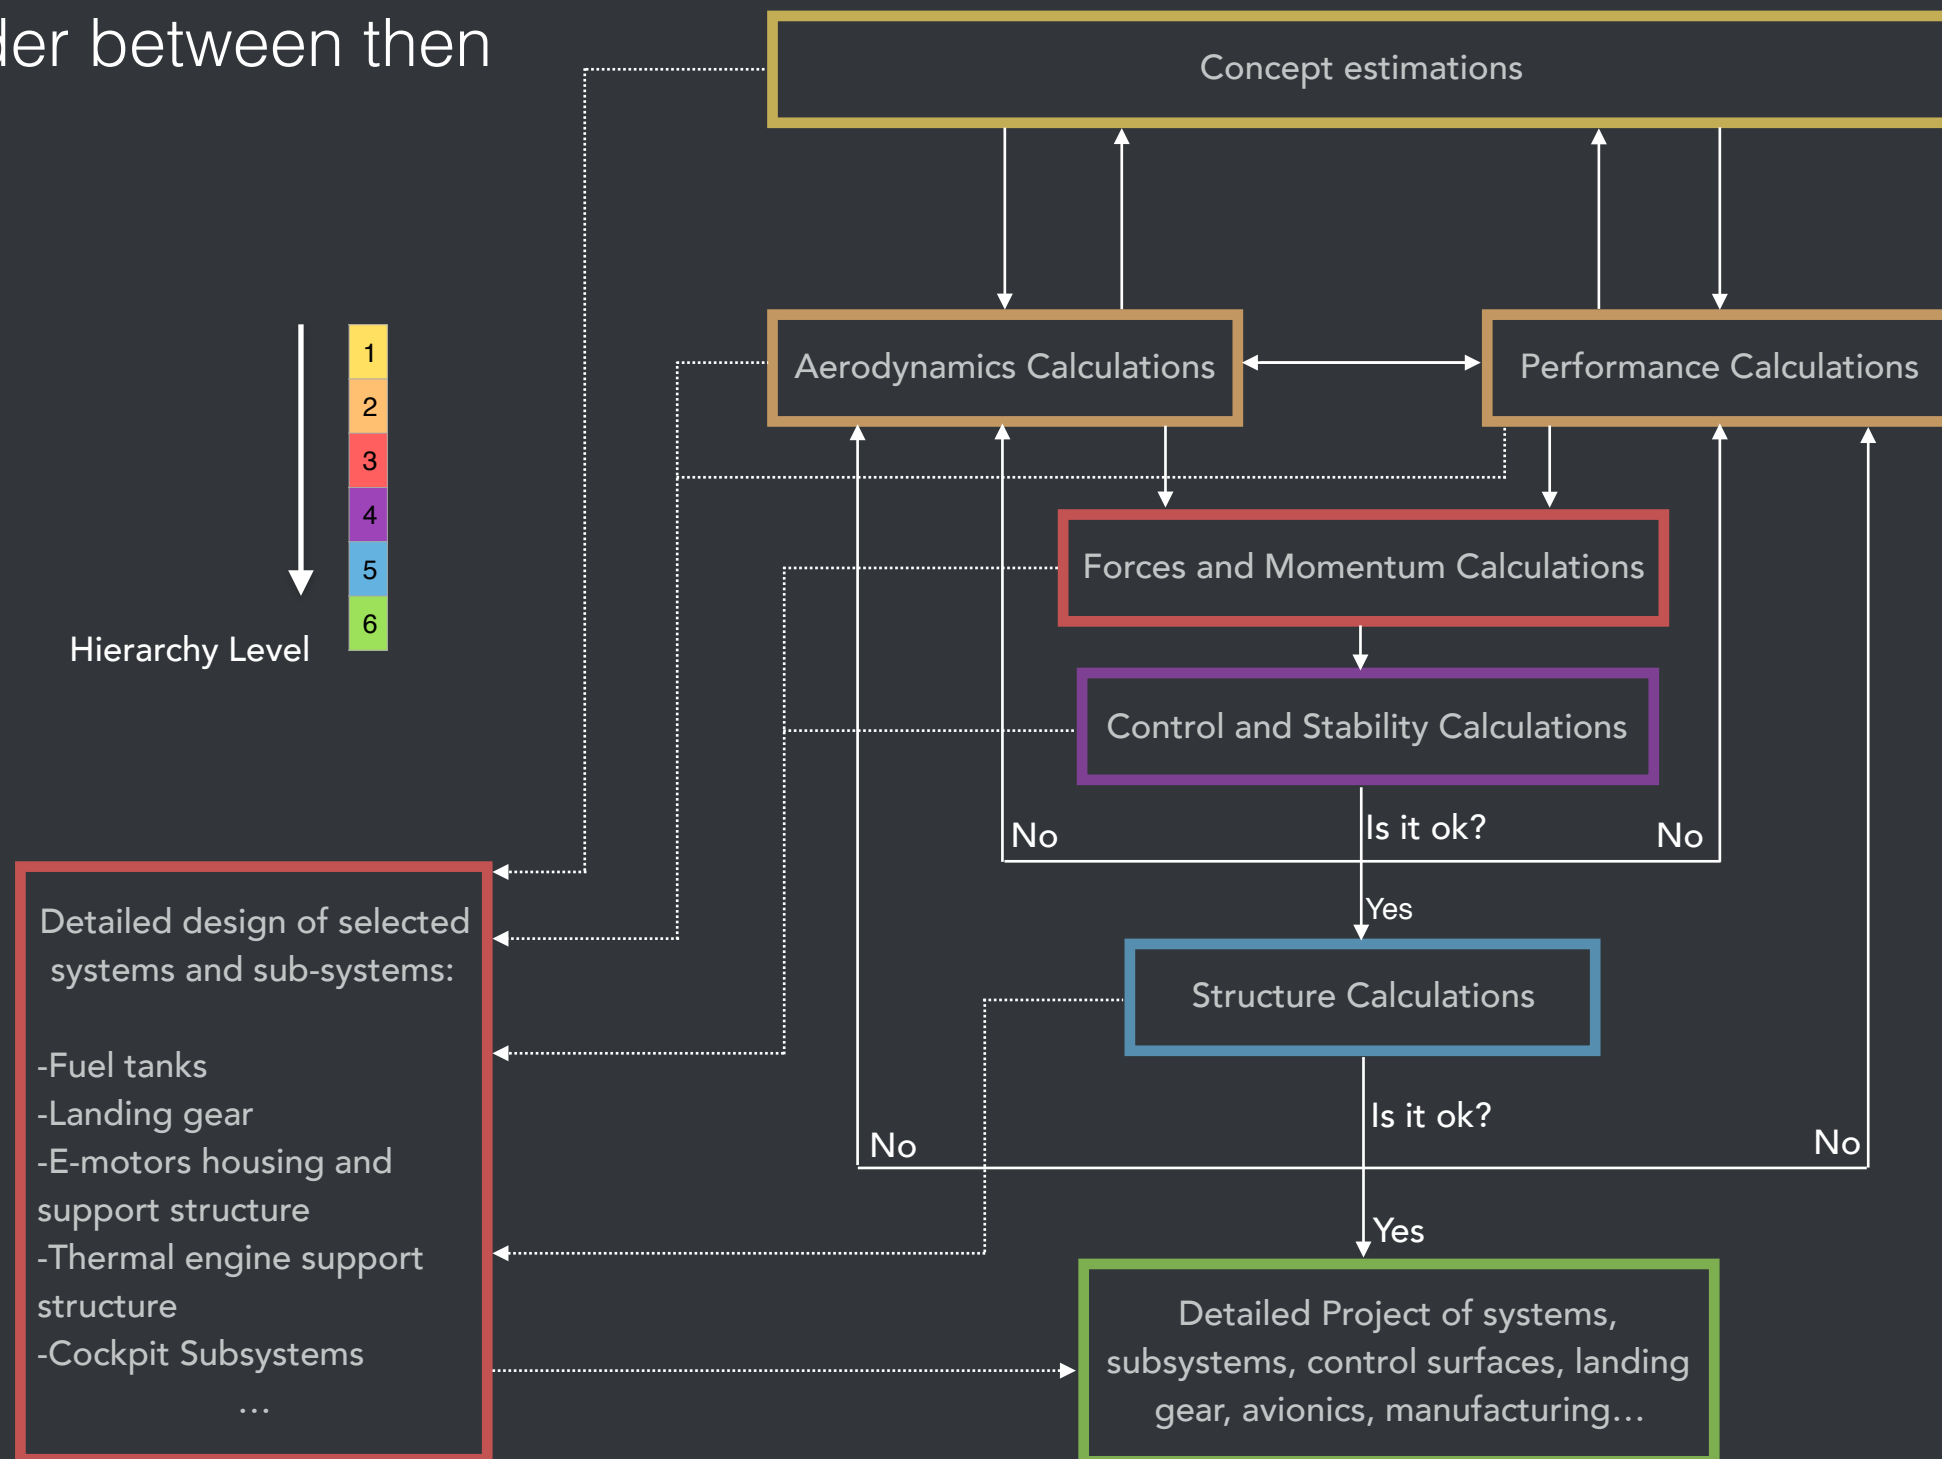 der between then
Concept estimations
Aerodynamics Calculations
Performance Calculations
1
2
3
4
5
6
Hierarchy Level
Forces and Momentum Calculations
Control and Stability Calculations
No
Is it ok?
No
Yes
Detailed design of selected
systems and sub-systems:
-Fuel tanks
-Landing gear
-E-motors housing and
support structure
-Thermal engine support
structure
-Cockpit Subsystems
…
Structure Calculations
Is it ok?
No
No
Yes
Detailed Project of systems,
subsystems, control surfaces, landing
gear, avionics, manufacturing…